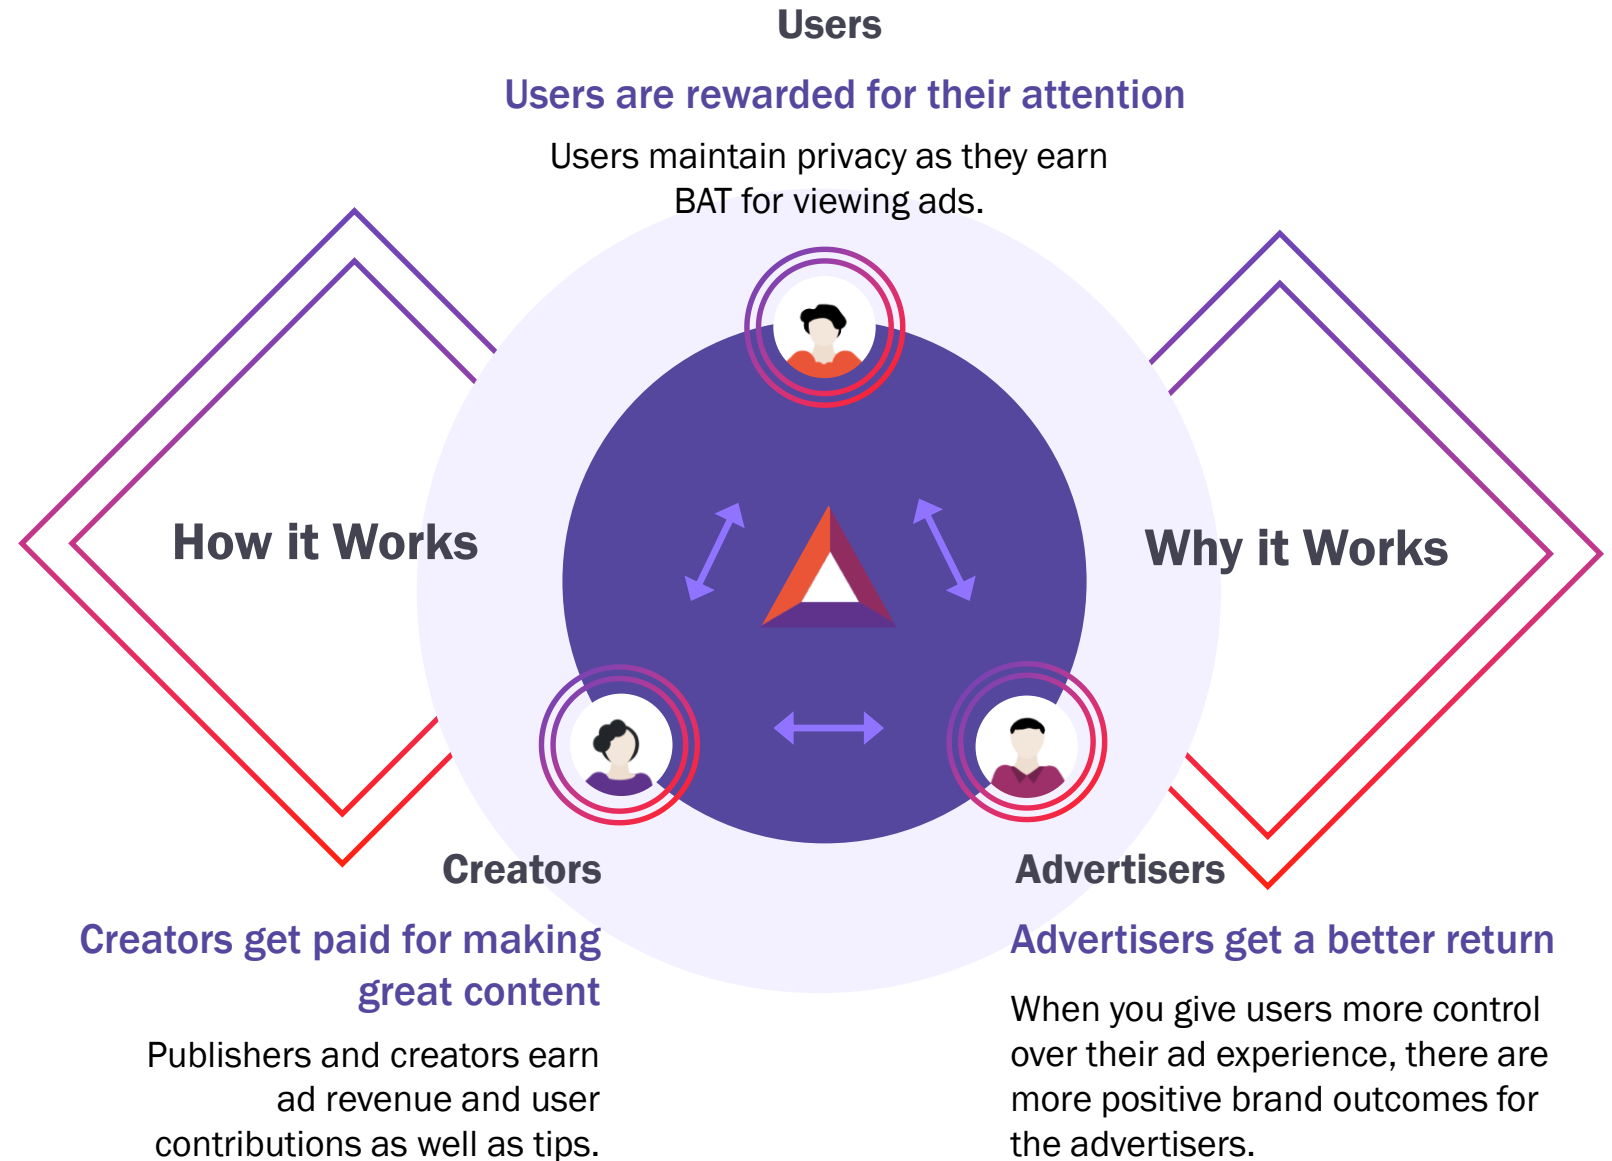 Users
Users are rewarded for their attention
Users maintain privacy as they earn
BAT for viewing ads.
How it Works
Why it Works
Creators
Creators get paid for making
great content
Publishers and creators earn
ad revenue and user
contributions as well as tips.
Advertisers
Advertisers get a better return
When you give users more control
over their ad experience, there are
more positive brand outcomes for
the advertisers.